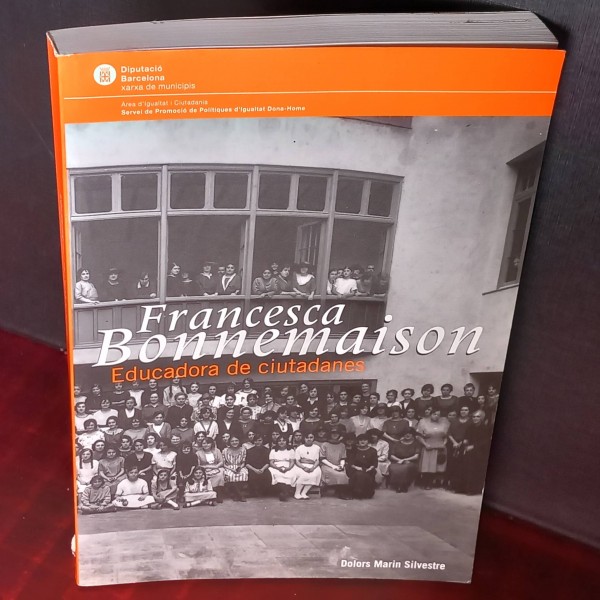 Diputació
Barcelona
xarxa de municipis
Àrea d'Igualtat i Ciutadania
Servei de Promoció de Polítiques d'Igualtat Dona-Home
Francesca
Bonnemaison
Educadora de ciutadanes
Dolors Marín Silvestre